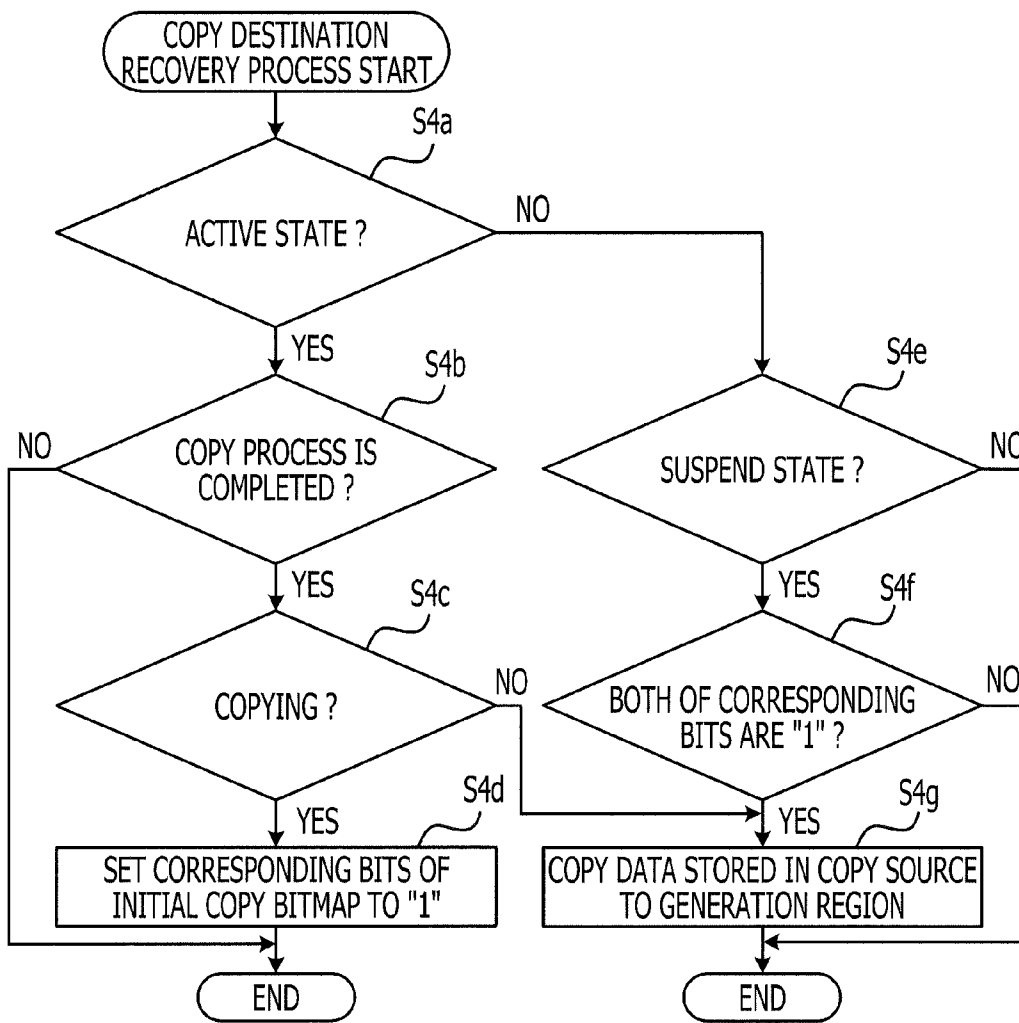 COPY DESTINATION
RECOVERY PROCESS START
S4a
ACTIVE STATE ?
NO
YES
S4b
S4e
NO
COPY PROCESS IS
COMPLETED ?
SUSPEND STATE ?
NO
YES
YES
S4c
S4f
COPYING ?
NO
BOTH OF CORRESPONDING
BITS ARE "1" ?
NO
YES
S4d
YES
S4g
SET CORRESPONDING BITS OF
INITIAL COPY BITMAP TO "1"
COPY DATA STORED IN COPY SOURCE
TO GENERATION REGION
END
END